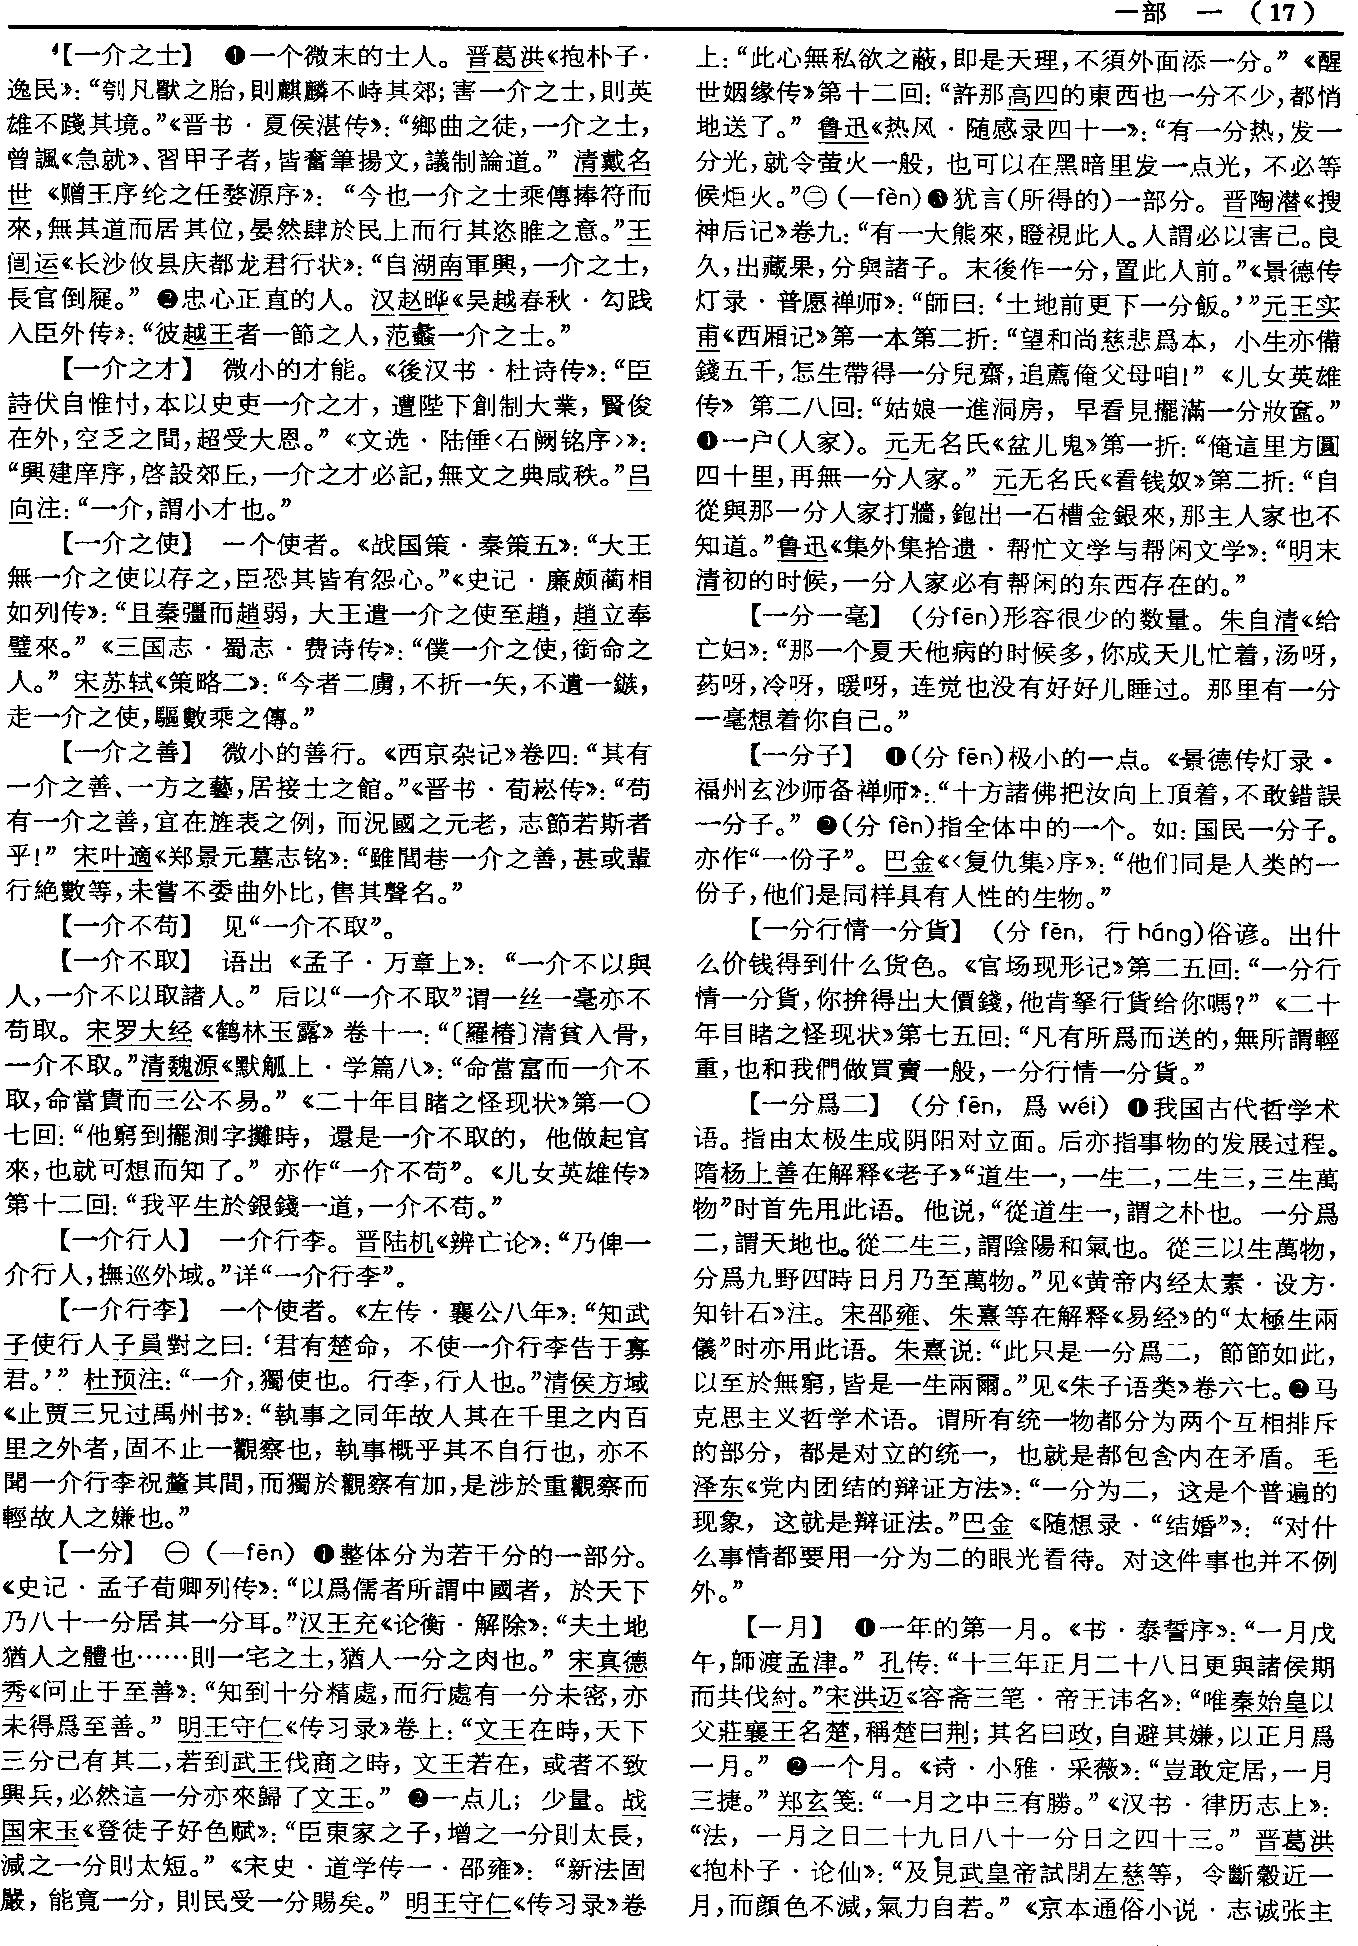 一部 一 （17）
【一介之士】 ❶一个微末的士人。晋葛洪《抱朴子·
逸民》：“刳凡獸之胎，則麒麟不峙其郊；害一介之士，則英
雄不踐其境。”《晋书·夏侯湛传》：“鄉曲之徒，一介之士，
曾諷《急就》、習甲子者，皆奮筆揚文，議制論道。”清戴名
世《赠王序纶之任婺源序》：“今也一介之士乘傳捧符而
來，無其道而居其位，晏然肆於民上而行其恣睢之意。”王
闿运《长沙攸县庆都龙君行状》：“自湖南軍興，一介之士，
長官倒屣。”❷忠心正直的人。汉赵晔《吴越春秋·勾践
入臣外传》：“彼越王者一節之人，范蠡一介之士。”
【一介之才】 微小的才能。《後汉书·杜诗传》：“臣
詩伏自惟忖，本以史吏一介之才，遭陛下創制大業，賢俊
在外，空乏之間，超受大恩。”《文选·陆倕〈石阙铭序〉》：
“興建庠序，啓設郊丘，一介之才必記，無文之典咸秩。”吕
向注：“一介，謂小才也。”
【一介之使】 一个使者。《战国策·秦策五》：“大王
無一介之使以存之，臣恐其皆有怨心。”《史记·廉颇蔺相
如列传》：“且秦彊而趙弱，大王遣一介之使至趙，趙立奉
璧來。”《三国志·蜀志·费诗传》：“僕一介之使，銜命之
人。”宋苏轼《策略二》：“今者二虜，不折一矢，不遺一鏃，
走一介之使，驅數乘之傳。”
【一介之善】 微小的善行。《西京杂记》卷四：“其有
一介之善、一方之藝，居接士之館。”《晋书·荀崧传》：“苟
有一介之善，宜在旌表之例，而況國之元老，志節若斯者
乎！”宋叶適《郑景元墓志铭》：“雖閭巷一介之善，甚或輩
行絶數等，未嘗不委曲外比，售其聲名。”
【一介不苟】 见“一介不取”。
【一介不取】 语出《孟子·万章上》：“一介不以與
人，一介不以取諸人。”后以“一介不取”谓一丝一毫亦不
苟取。宋罗大经《鹤林玉露》卷十一：“〔羅椿〕清貧入骨，
一介不取。”清魏源《默觚上·学篇八》：“命當富而一介不
取，命當貴而三公不易。”《二十年目睹之怪现状》第一〇
七回：“他窮到擺測字攤時，還是一介不取的，他做起官
來，也就可想而知了。”亦作“一介不苟”。《儿女英雄传》
第十二回：“我平生於銀錢一道，一介不苟。”
【一介行人】 一介行李。晋陆机《辨亡论》：“乃俾一
介行人，撫巡外域。”详“一介行李”。
【一介行李】 一个使者。《左传·襄公八年》：“知武
子使行人子員對之曰：‘君有楚命，不使一介行李告于寡
君。’”杜预注：“一介，獨使也。行李，行人也。”清侯方域
《止贾三兄过禹州书》：“執事之同年故人其在千里之内百
里之外者，固不止一觀察也，執事概乎其不自行也，亦不
聞一介行李祝釐其間，而獨於觀察有加，是涉於重觀察而
輕故人之嫌也。”
【一分】 ㊀（一fēn）❶整体分为若干分的一部分。
《史记·孟子荀卿列传》：“以爲儒者所謂中國者，於天下
乃八十一分居其一分耳。”汉王充《论衡·解除》：“夫土地
猶人之體也……則一宅之土，猶人一分之肉也。”宋真德
秀《问止于至善》：“知到十分精處，而行處有一分未密，亦
未得爲至善。”明王守仁《传习录》卷上：“文王在時，天下
三分已有其二，若到武王伐商之時，文王若在，或者不致
興兵，必然這一分亦來歸了文王。”❷一点儿；少量。战
国宋玉《登徒子好色赋》：“臣東家之子，增之一分則太長，
減之一分則太短。”《宋史·道学传一·邵雍》：“新法固
嚴，能寬一分，則民受一分賜矣。”明王守仁《传习录》卷
上：“此心無私欲之蔽，即是天理，不須外面添一分。”《醒
世姻缘传》第十二回：“許那高四的東西也一分不少，都悄
地送了。”鲁迅《热风·随感录四十一》：“有一分热，发一
分光，就令萤火一般，也可以在黑暗里发一点光，不必等
候炬火。”㊁（一fèn）❸犹言（所得的）一部分。晋陶潜《搜
神后记》卷九：“有一大熊來，瞪視此人。人謂必以害己。良
久，出藏果，分與諸子。末後作一分，置此人前。”《景德传
灯录·普愿禅师》：“師曰：‘土地前更下一分飯。’”元王实
甫《西厢记》第一本第二折：“望和尚慈悲爲本，小生亦備
錢五千，怎生帶得一分兒齋，追薦俺父母咱！”《儿女英雄
传》第二八回：“姑娘一進洞房，早看見擺滿一分妝奩。”
❹一户（人家）。元无名氏《盆儿鬼》第一折：“俺這里方圓
四十里，再無一分人家。”元无名氏《看钱奴》第二折：“自
從與那一分人家打牆，鉋出一石槽金銀來，那主人家也不
知道。”鲁迅《集外集拾遗·帮忙文学与帮闲文学》：“明末
清初的时候，一分人家必有帮闲的东西存在的。”
【一分一毫】 （分fēn）形容很少的数量。朱自清《给
亡妇》：“那一个夏天他病的时候多，你成天儿忙着，汤呀，
药呀，冷呀，暖呀，连觉也没有好好儿睡过。那里有一分
一毫想着你自己。”
【一分子】 ❶（分fēn）极小的一点。《景德传灯录·
福州玄沙师备禅师》：“十方諸佛把汝向上頂着，不敢錯誤
一分子。”❷（分fèn）指全体中的一个。如：国民一分子。
亦作“一份子”。巴金《〈复仇集〉序》：“他们同是人类的一
份子，他们是同样具有人性的生物。”
【一分行情一分貨】 （分fēn，行háng）俗谚。出什
么价钱得到什么货色。《官场现形记》第二五回：“一分行
情一分貨，你拚得出大價錢，他肯拏行貨给你嗎？”《二十
年目睹之怪现状》第七五回：“凡有所爲而送的，無所謂輕
重，也和我們做買賣一般，一分行情一分貨。”
【一分爲二】 （分fēn，爲wéi）❶我国古代哲学术
语。指由太极生成阴阳对立面。后亦指事物的发展过程。
隋杨上善在解释《老子》“道生一，一生二，二生三，三生萬
物”时首先用此语。他说，“從道生一，謂之朴也。一分爲
二，謂天地也。從二生三，謂陰陽和氣也。從三以生萬物，
分爲九野四時日月乃至萬物。”见《黄帝内经太素·设方·
知针石》注。宋邵雍、朱熹等在解释《易经》的“太極生兩
儀”时亦用此语。朱熹说：“此只是一分爲二，節節如此，
以至於無窮，皆是一生兩爾。”见《朱子语类》卷六七。❷马
克思主义哲学术语。谓所有统一物都分为两个互相排斥
的部分，都是对立的统一，也就是都包含内在矛盾。毛
泽东《党内团结的辩证方法》：“一分为二，这是个普遍的
现象，这就是辩证法。”巴金《随想录·“结婚”》：“对什
么事情都要用一分为二的眼光看待。对这件事也并不例
外。”
【一月】 ❶一年的第一月。《书·泰誓序》：“一月戊
午，師渡孟津。”孔传：“十三年正月二十八日更與諸侯期
而共伐紂。”宋洪迈《容斋三笔·帝王讳名》：“唯秦始皇以
父莊襄王名楚，稱楚曰荆；其名曰政，自避其嫌，以正月爲
一月。”❷一个月。《诗·小雅·采薇》：“豈敢定居，一月
三捷。”郑玄笺：“一月之中三有勝。”《汉书·律历志上》：
“法，一月之日二十九日八十一分日之四十三。”晋葛洪
《抱朴子·论仙》：“及見武皇帝試閉左慈等，令斷穀近一
月，而顔色不減，氣力自若。”《京本通俗小说·志诚张主